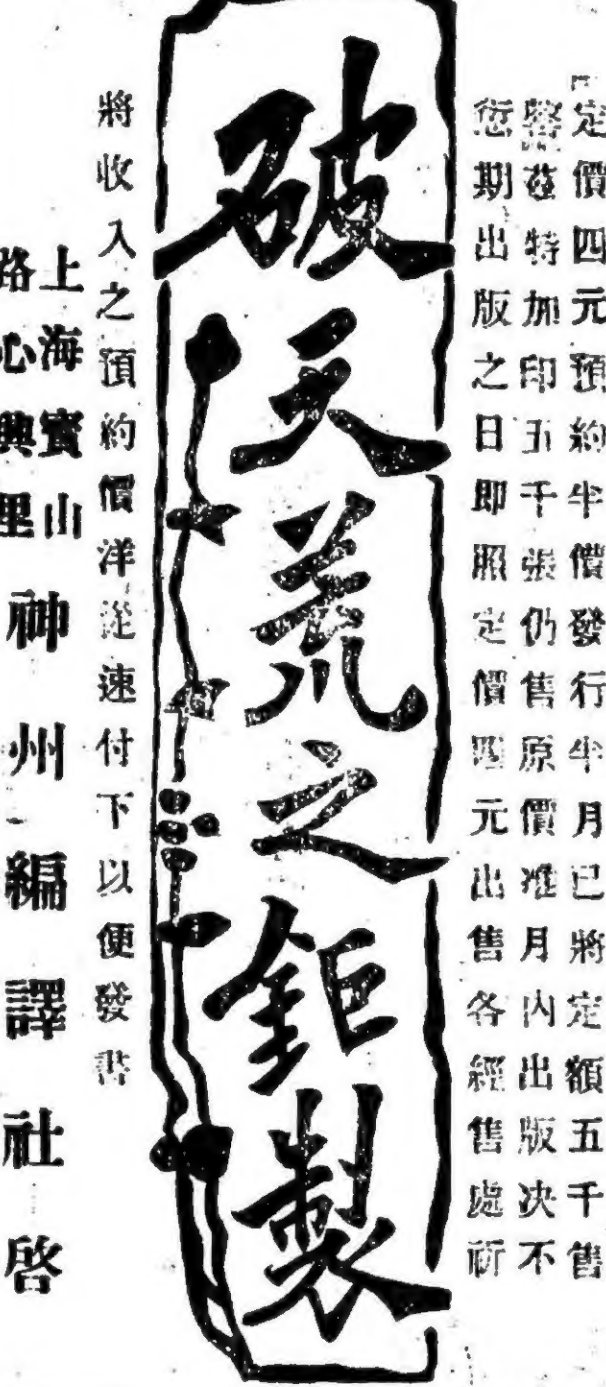 定價四元預約半價發行半月已將定額五千售
罄茲特加印五千張仍售原價准月內出版决不
愆期出版之日即照定價四元出售各經售處祈
破天荒之鉅製
將收入之預約價洋從速付下以便發書
上海寳山
路心興里
神州編譯社啓